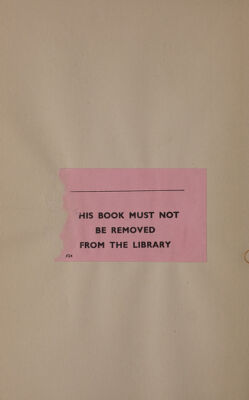 HIS BOOK MUST NOT
BE REMOVED
FROM THE LIBRARY